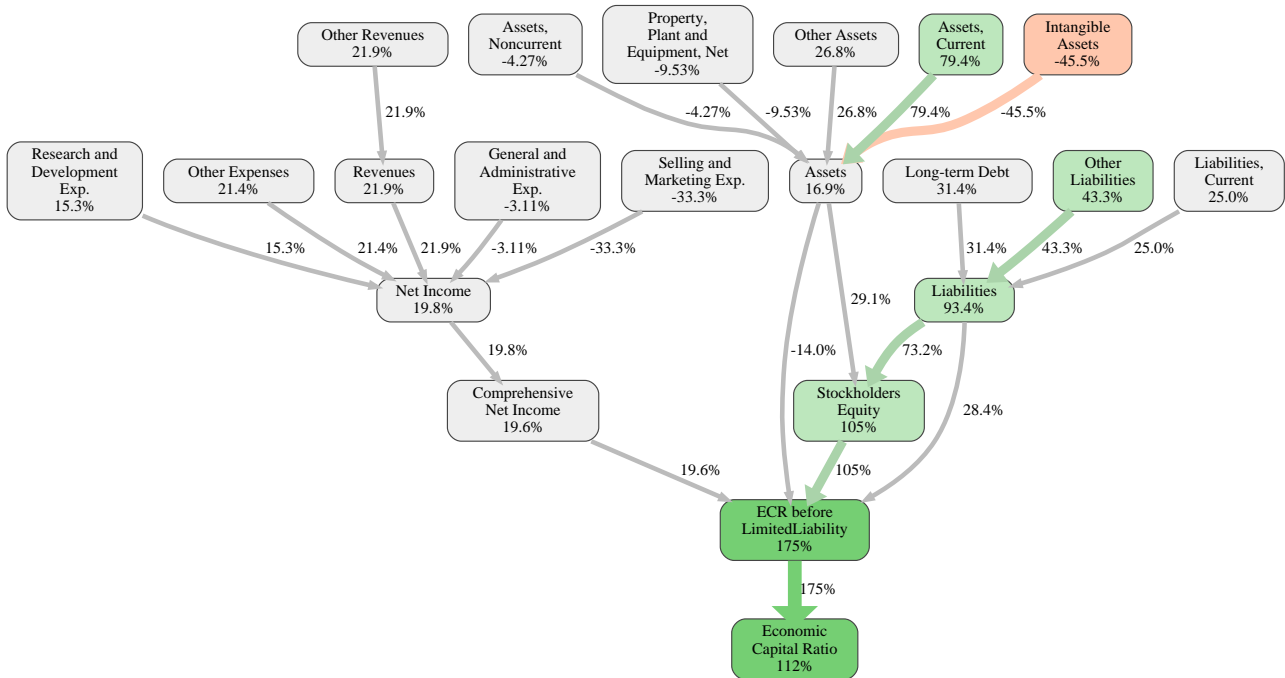 Other Revenues
21.9%
Assets,
Noncurrent
-4.27%
Property,
Plant and
Equipment, Net
-9.53%
Other Assets
26.8%
Assets,
Current
79.4%
Intangible
Assets
-45.5%
21.9%
-4.27%
-9.53%
26.8%
79.4%
-45.5%
Research and
Development
Exp.
15.3%
Other Expenses
21.4%
Revenues
21.9%
General and
Administrative
Exp.
-3.11%
Selling and
Marketing Exp.
-33.3%
Assets
16.9%
Long-term Debt
31.4%
Other
Liabilities
43.3%
Liabilities,
Current
25.0%
15.3%
21.4%
21.9%
-3.11%
-33.3%
31.4%
43.3%
25.0%
Net Income
19.8%
Liabilities
93.4%
19.8%
-14.0%
29.1%
73.2%
28.4%
Comprehensive
Net Income
19.6%
Stockholders
Equity
105%
19.6%
105%
ECR before
LimitedLiability
175%
175%
Economic
Capital Ratio
112%